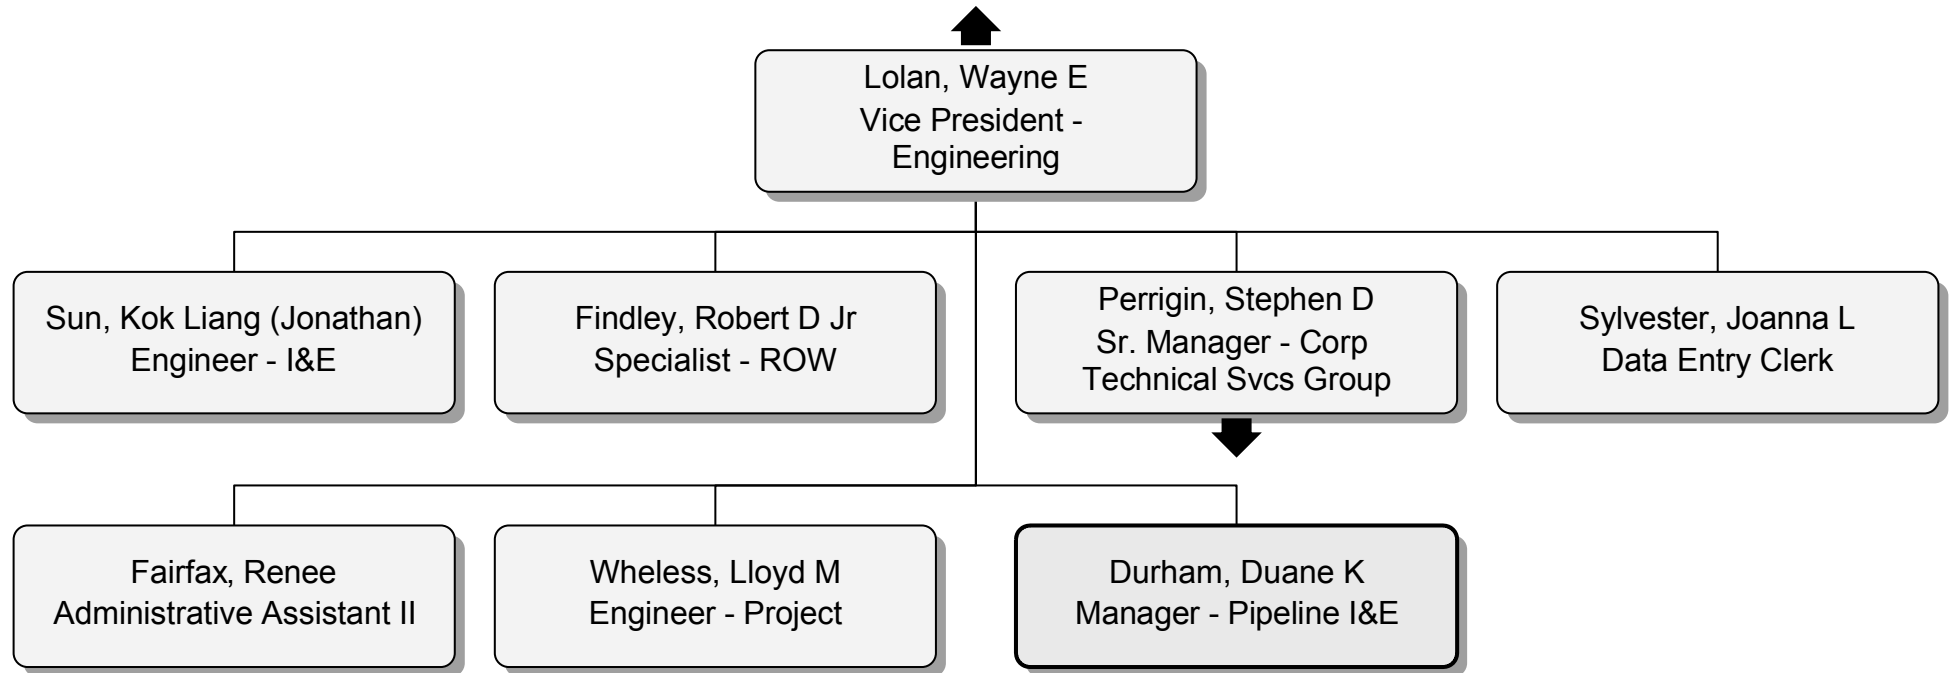 Lolan, Wayne E
Vice President -
Engineering
Sun, Kok Liang (Jonathan)
Engineer - I&E
Findley, Robert D Jr
Specialist - ROW
Perrigin, Stephen D
Sr. Manager - Corp
Technical Svcs Group
Sylvester, Joanna L
Data Entry Clerk
Fairfax, Renee
Administrative Assistant II
Wheless, Lloyd M
Engineer - Project
Durham, Duane K
Manager - Pipeline I&E